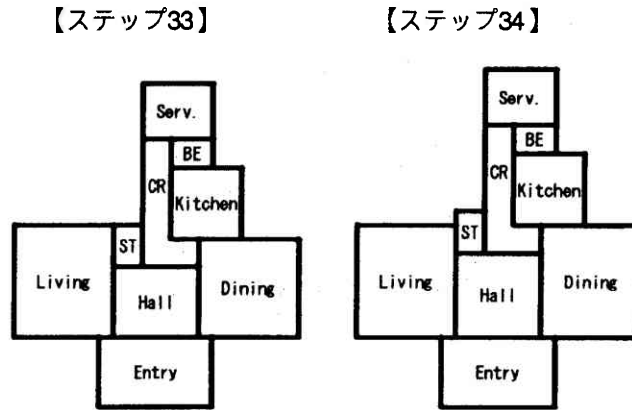 【ステップ33】
Serv.
BE
CR
Kitchen
ST
Living
Hall
Dining
Entry
【ステップ34】
Serv.
BE
CR
Kitchen
ST
Living
Hall
Dining
Entry